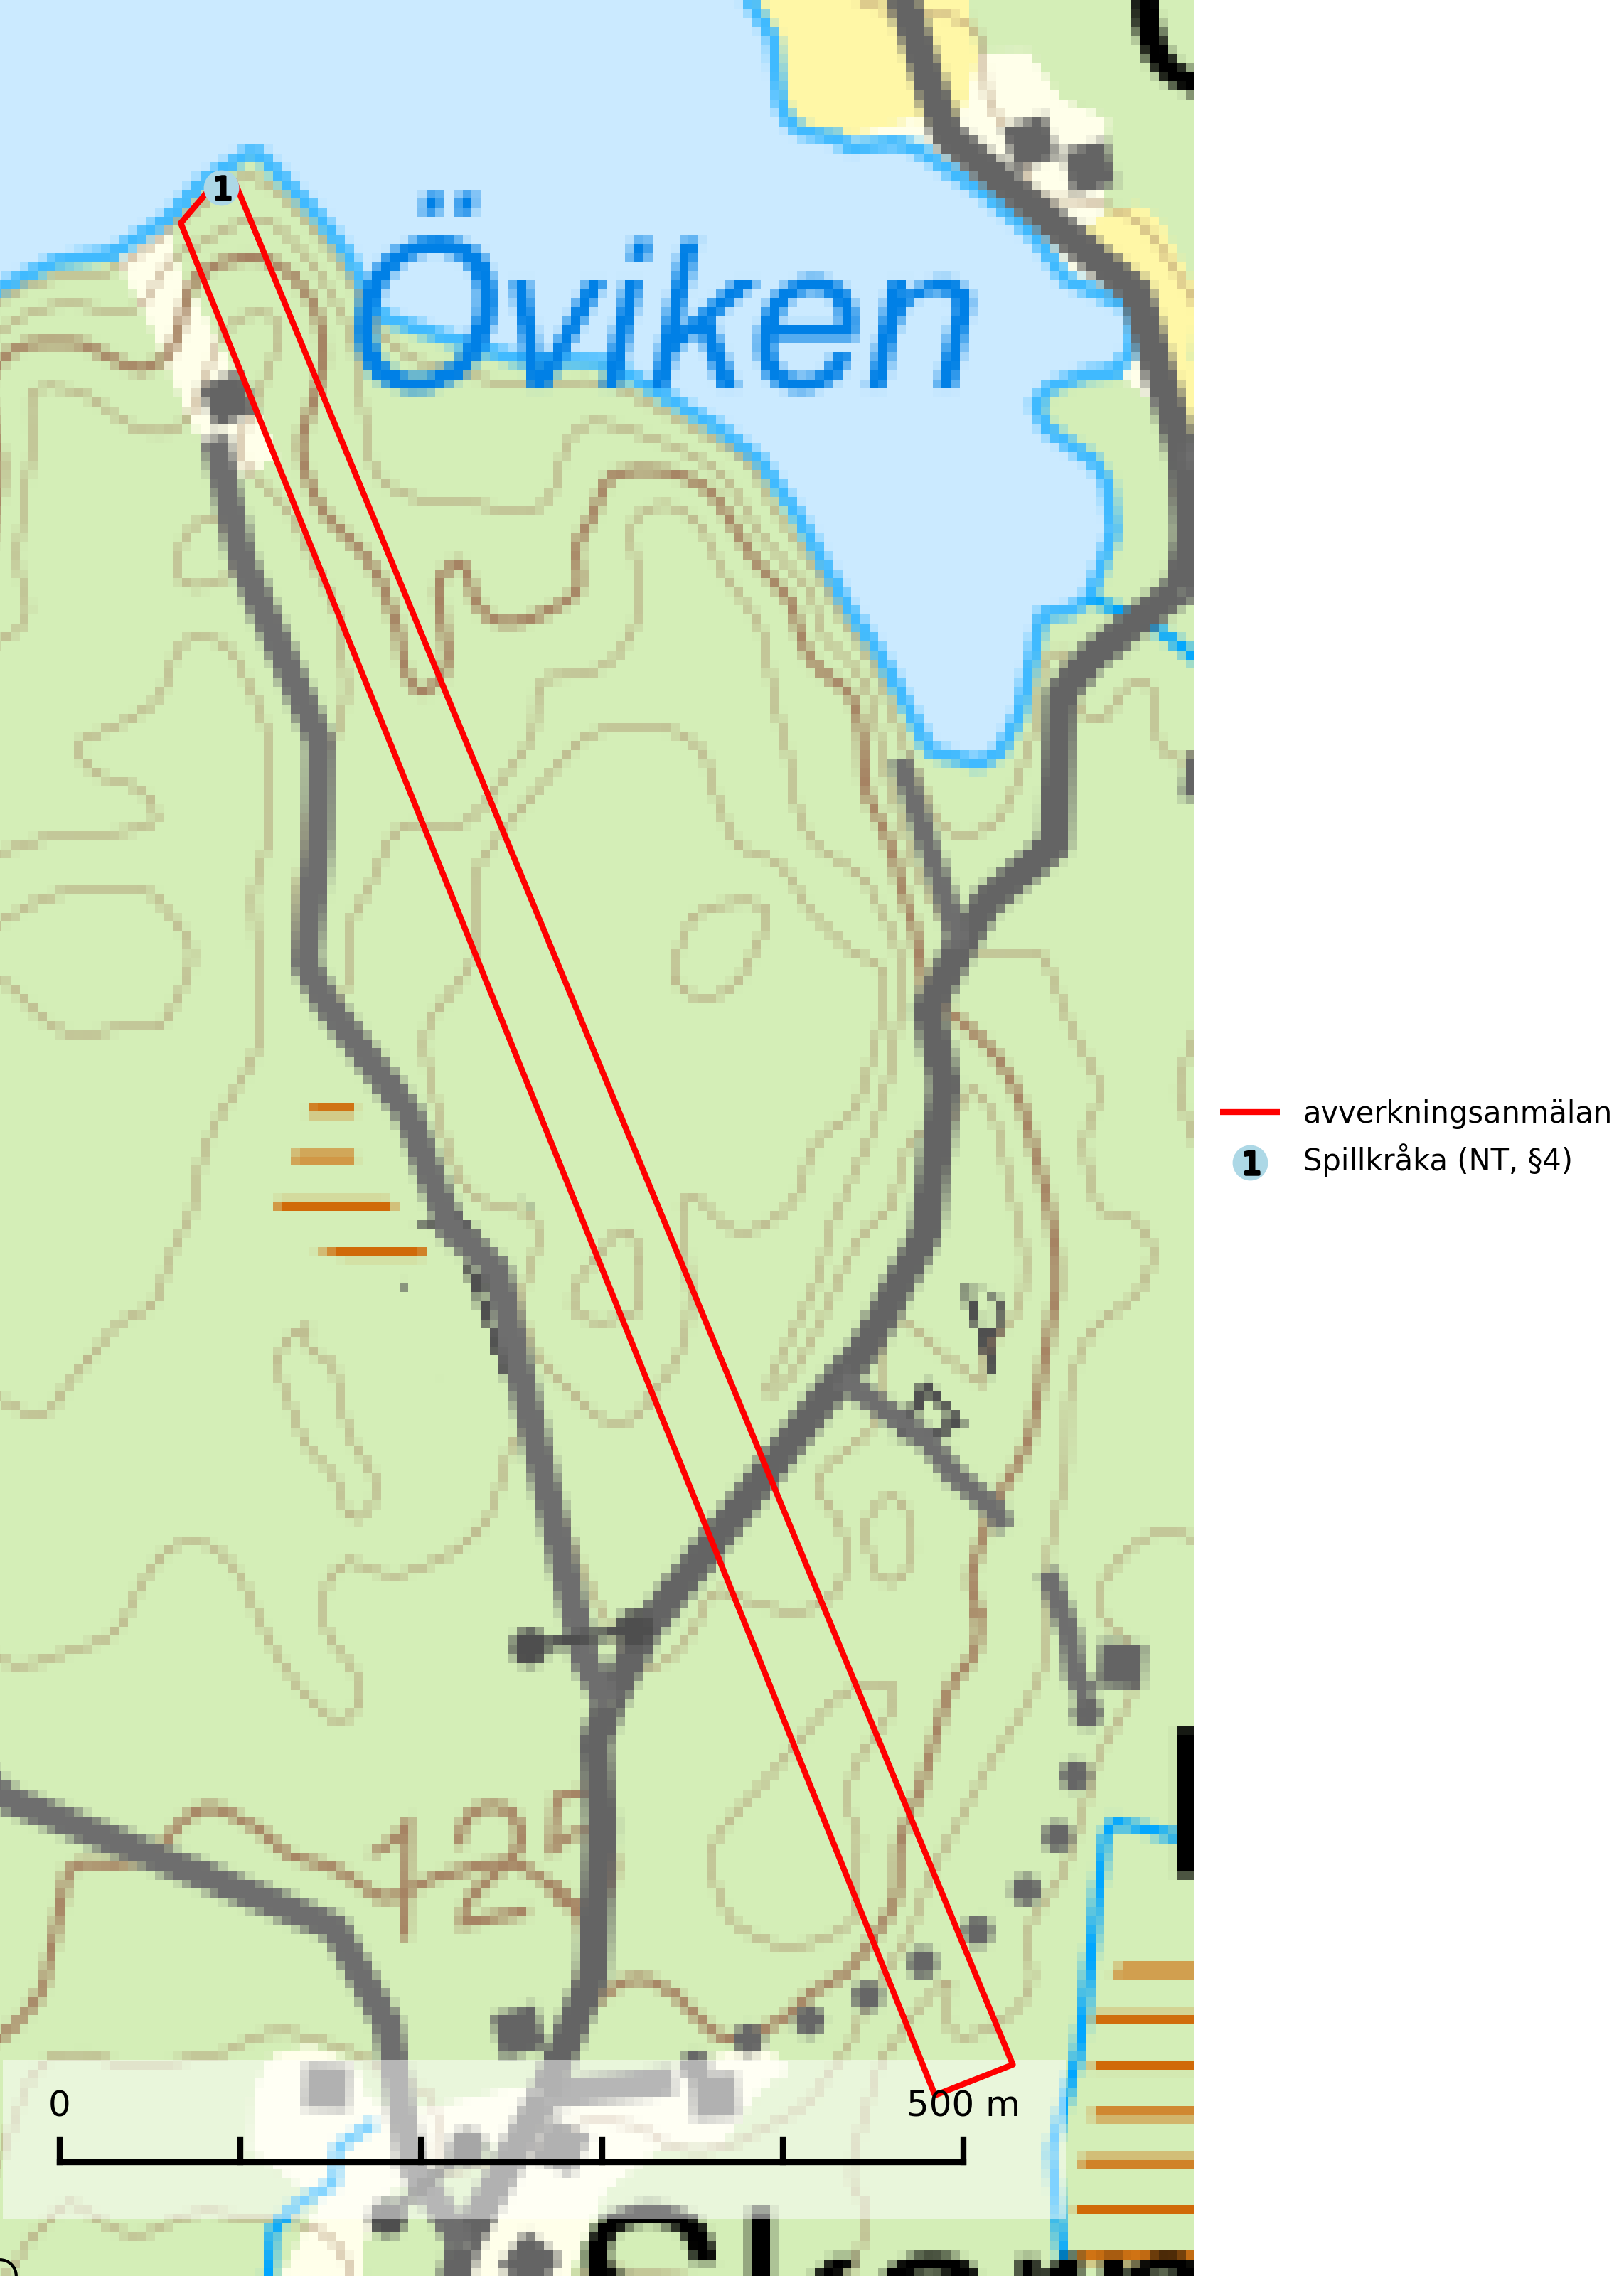 1
Öviken
avverkningsanmälan
1 Spillkråka (NT, §4)
125
0 500 m